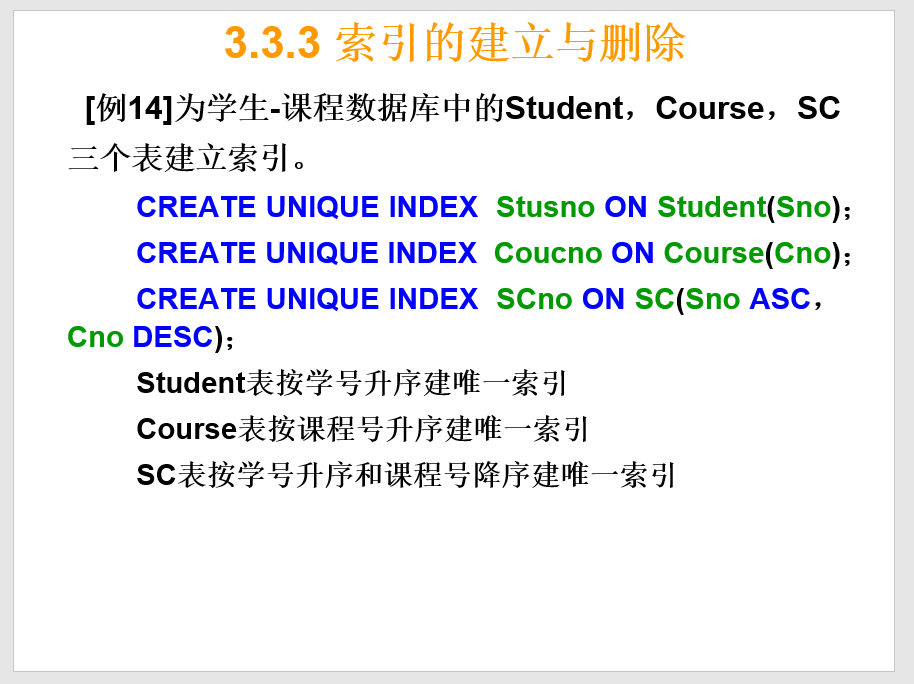 3.3.3 索引的建立与删除
[例14]为学生-课程数据库中的Student，Course，SC
三个表建立索引。
CREATE UNIQUE INDEX Stusno ON Student(Sno)；
CREATE UNIQUE INDEX Coucno ON Course(Cno)；
CREATE UNIQUE INDEX SCno ON SC(Sno ASC，
Cno DESC)；
Student表按学号升序建唯一索引
Course表按课程号升序建唯一索引
SC表按学号升序和课程号降序建唯一索引